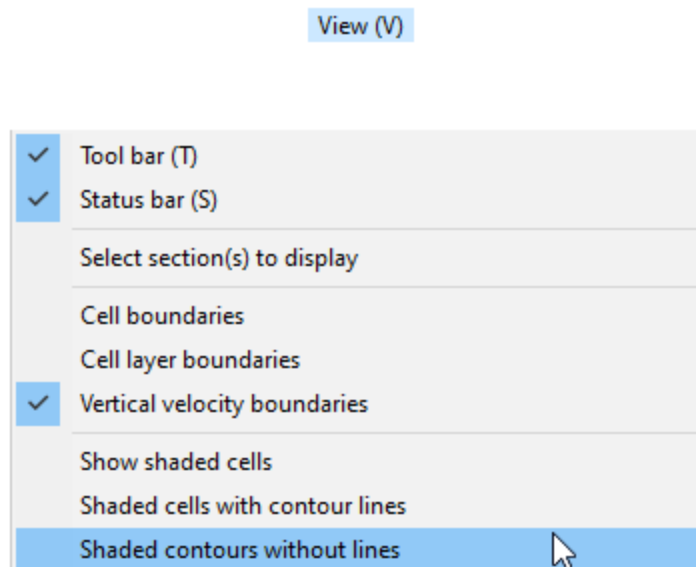 View (V)
Tool bar (T)
Status bar (S)
Select section(s) to display
Cell boundaries
Cell layer boundaries
Vertical velocity boundaries
Show shaded cells
Shaded cells with contour lines
Shaded contours without lines